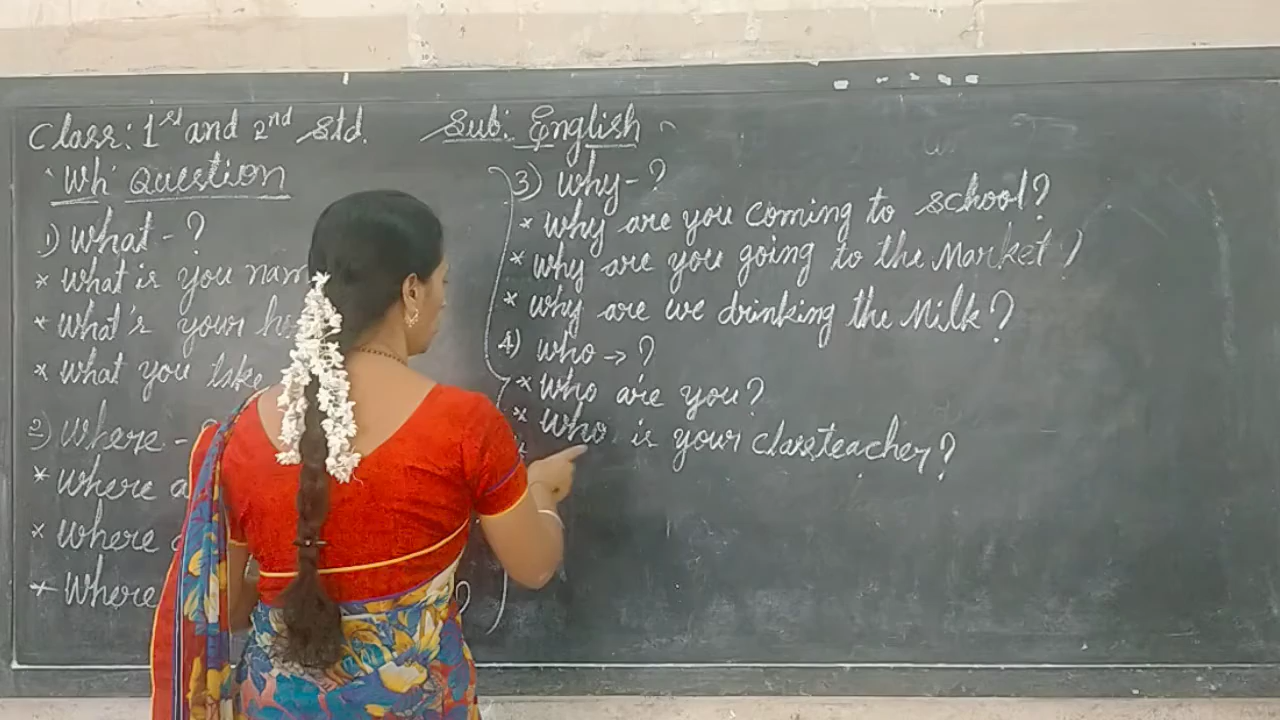 Class: 1st and 2nd Std. Sub: English
'Wh' Question
1) What - ?
* What is you
* What's your
* What you like
2) Where -
* Where
* Where
* Where
3) Why - ?
* Why are you coming to school?
* Why are you going to the Market?
* Why are we drinking the Milk?
4) Who → ?
* Who are you?
* Who is your classteacher?